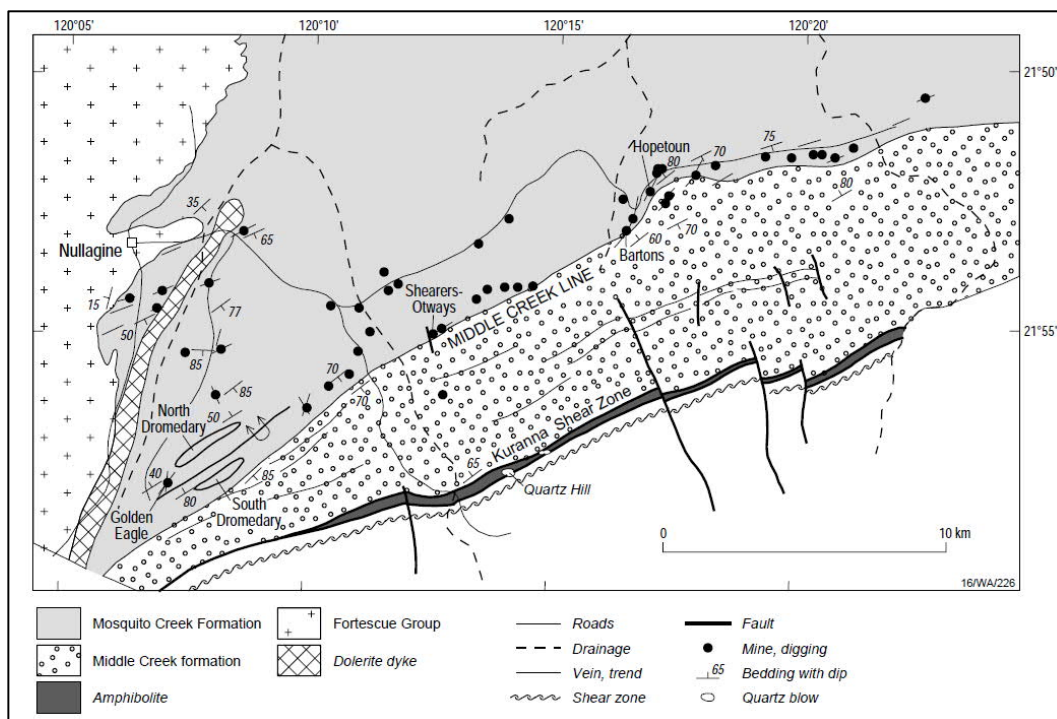 120°05'
120°10'
120°15'
120°20'
21°50'
75
Hopetoun
70
80
80
35
65
Nullagine
70
60
Bartons
15
50
77
Shearers-
Otways
MIDDLE CREEK LINE
21°55'
85
70
70
85
50
North
Dromedary
Kuranna Shear Zone
85
65
40
80
Quartz Hill
Golden
Eagle
South
Dromedary
0
10 km
16/WA/226
Mosquito Creek Formation
Fortescue Group
Roads
Fault
Middle Creek formation
Dolerite dyke
Drainage
Mine, digging
Amphibolite
Vein, trend
65
Bedding with dip
Shear zone
Quartz blow